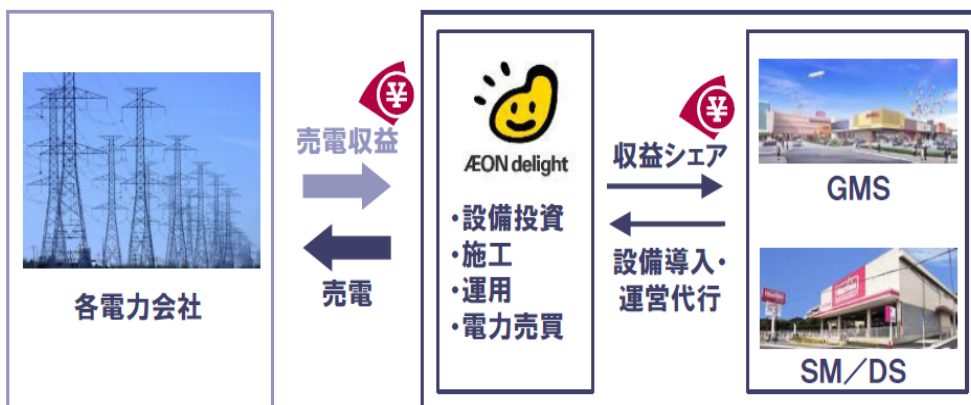 各電力会社
¥
売電収益
売電
ÆON delight
・設備投資
・施工
・運用
・電力売買
¥
収益シェア
設備導入・
運営代行
GMS
SM／DS